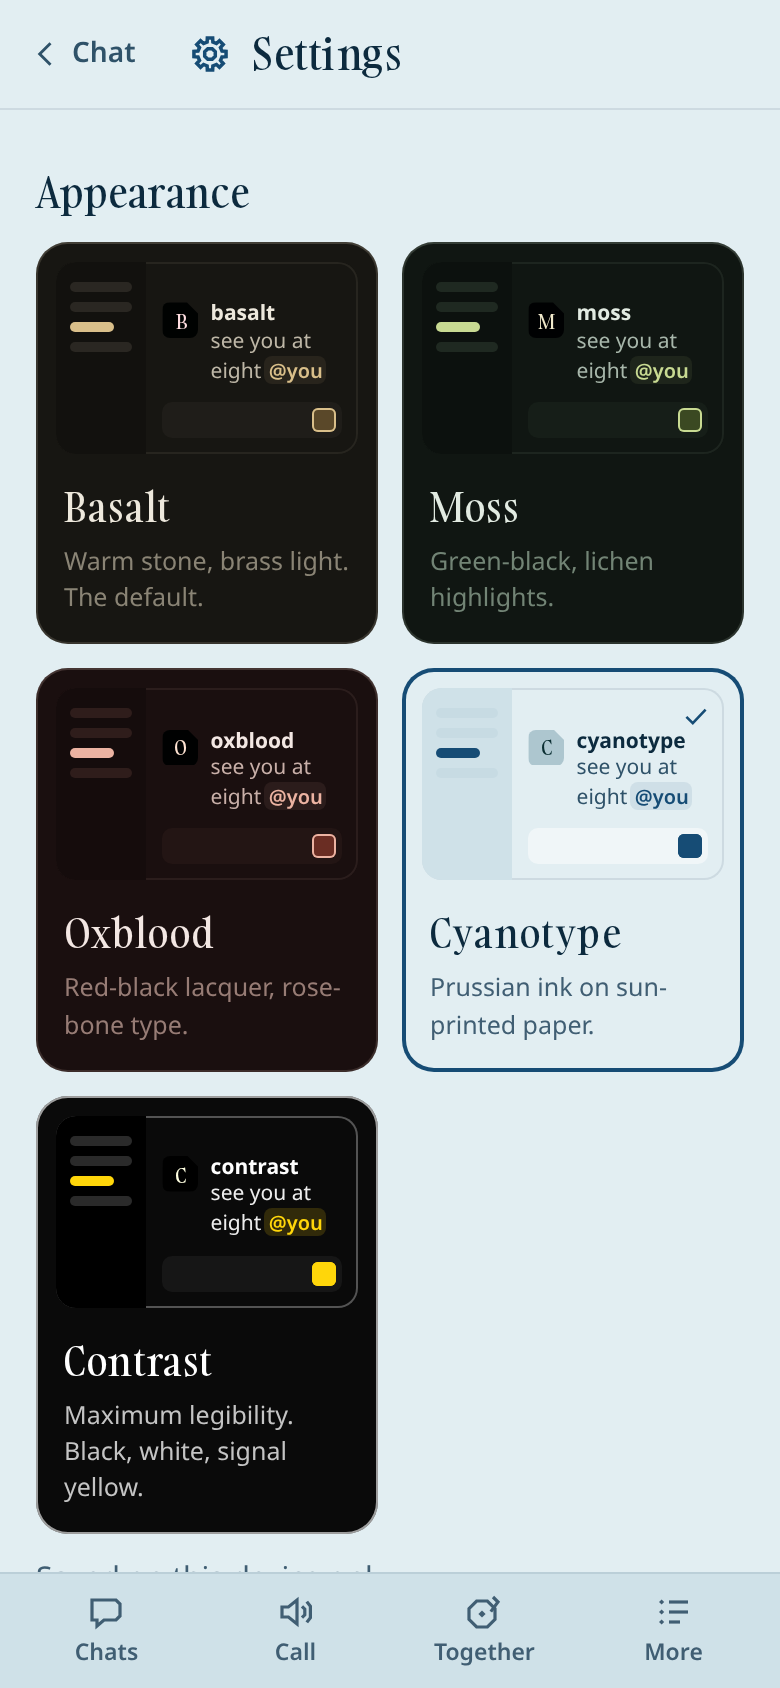 Chat
Settings
Appearance
B
basalt
see you at
eight @you
Basalt
Warm stone, brass light.
The default.
M
moss
see you at
eight @you
Moss
Green-black, lichen
highlights.
O
oxblood
see you at
eight @you
Oxblood
Red-black lacquer, rose-
bone type.
C
cyanotype
see you at
eight @you
Cyanotype
Prussian ink on sun-
printed paper.
C
contrast
see you at
eight @you
Contrast
Maximum legibility.
Black, white, signal
yellow.
Chats
Call
Together
More